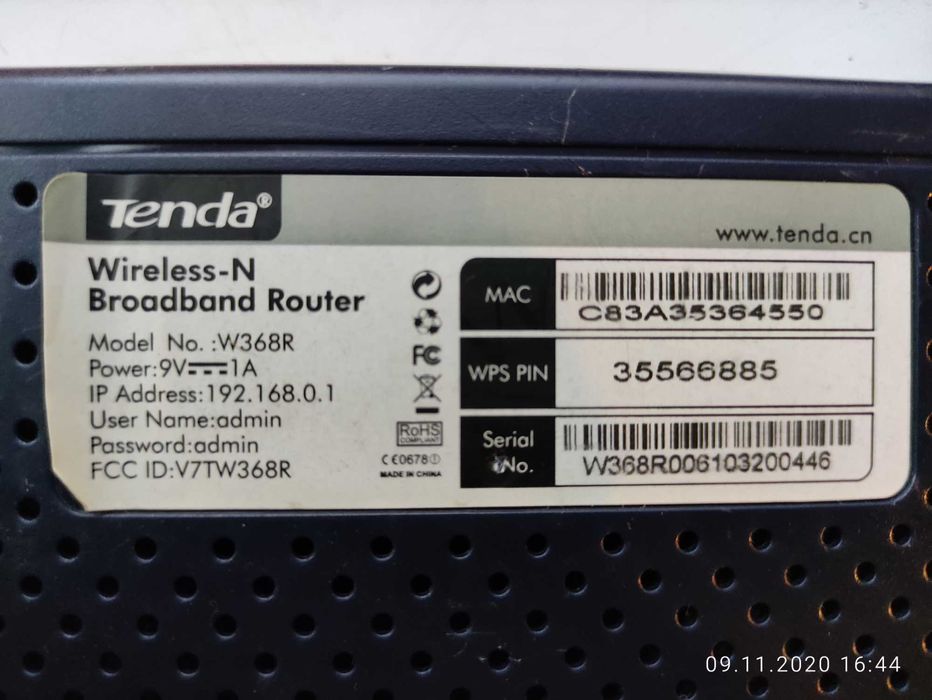 Tenda®
www.tenda.cn
Wireless-N
Broadband Router
Model No. :W368R
Power:9V⎓1A
IP Address:192.168.0.1
User Name:admin
Password:admin
FCC ID:V7TW368R
FC
RoHS
COMPLIANT
CE0678
MADE IN CHINA
MAC
C83A35364550
WPS PIN
35566885
Serial
No.
W368R006103200446
09.11.2020 16:44